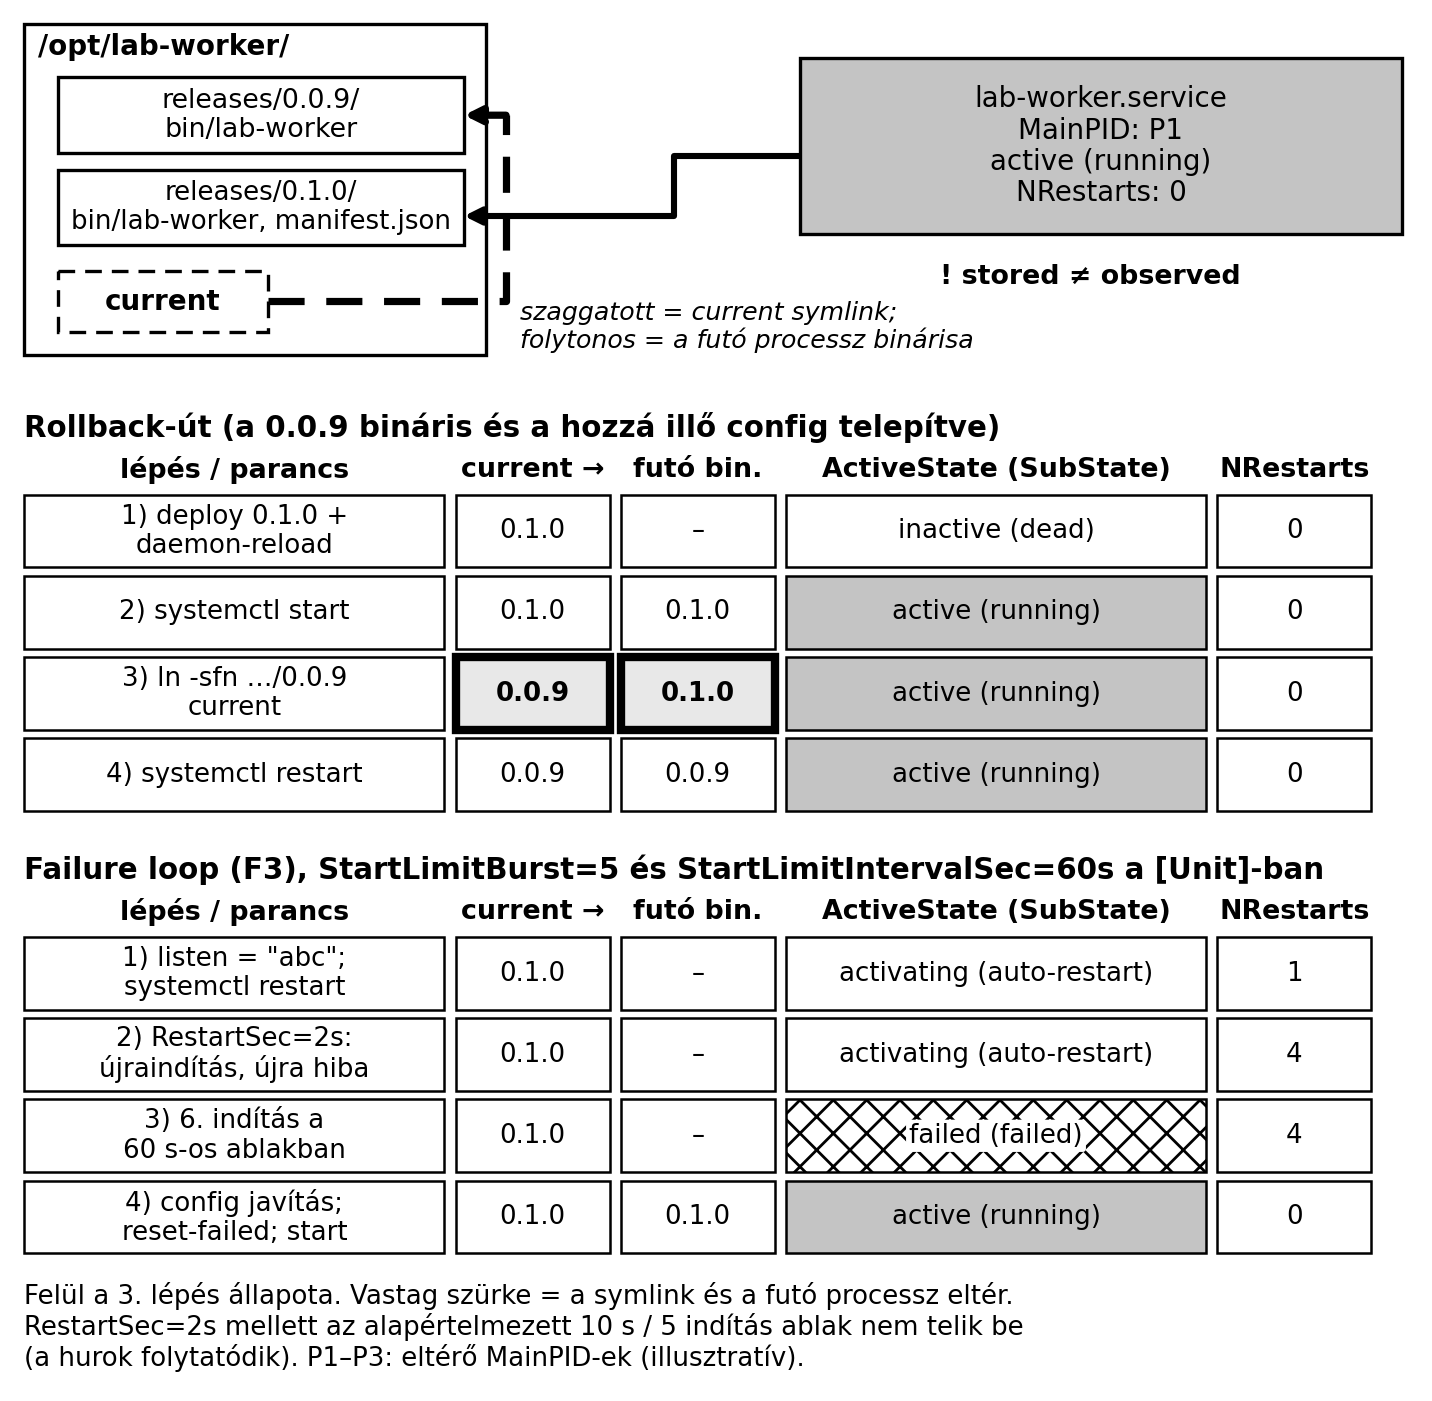 /opt/lab-worker/
releases/0.0.9/
bin/lab-worker
releases/0.1.0/
bin/lab-worker, manifest.json
current
lab-worker.service
MainPID: P1
active (running)
NRestarts: 0
! stored ≠ observed
szaggatott = current symlink;
folytonos = a futó processz binárisa
Rollback-út (a 0.0.9 bináris és a hozzá illő config telepítve)
lépés / parancs current → futó bin. ActiveState (SubState) NRestarts
1) deploy 0.1.0 +
daemon-reload
0.1.0 – inactive (dead) 0
2) systemctl start 0.1.0 0.1.0 active (running) 0
3) ln -sfn …/0.0.9
current
0.0.9 0.1.0 active (running) 0
4) systemctl restart 0.0.9 0.0.9 active (running) 0
Failure loop (F3), StartLimitBurst=5 és StartLimitIntervalSec=60s a [Unit]-ban
lépés / parancs current → futó bin. ActiveState (SubState) NRestarts
1) listen = "abc";
systemctl restart
0.1.0 – activating (auto-restart) 1
2) RestartSec=2s:
újraindítás, újra hiba
0.1.0 – activating (auto-restart) 4
3) 6. indítás a
60 s-os ablakban
0.1.0 – failed (failed) 4
4) config javítás;
reset-failed; start
0.1.0 0.1.0 active (running) 0
Felül a 3. lépés állapota. Vastag szürke = a symlink és a futó processz eltér.
RestartSec=2s mellett az alapértelmezett 10 s / 5 indítás ablak nem telik be
(a hurok folytatódik). P1–P3: eltérő MainPID-ek (illusztratív).